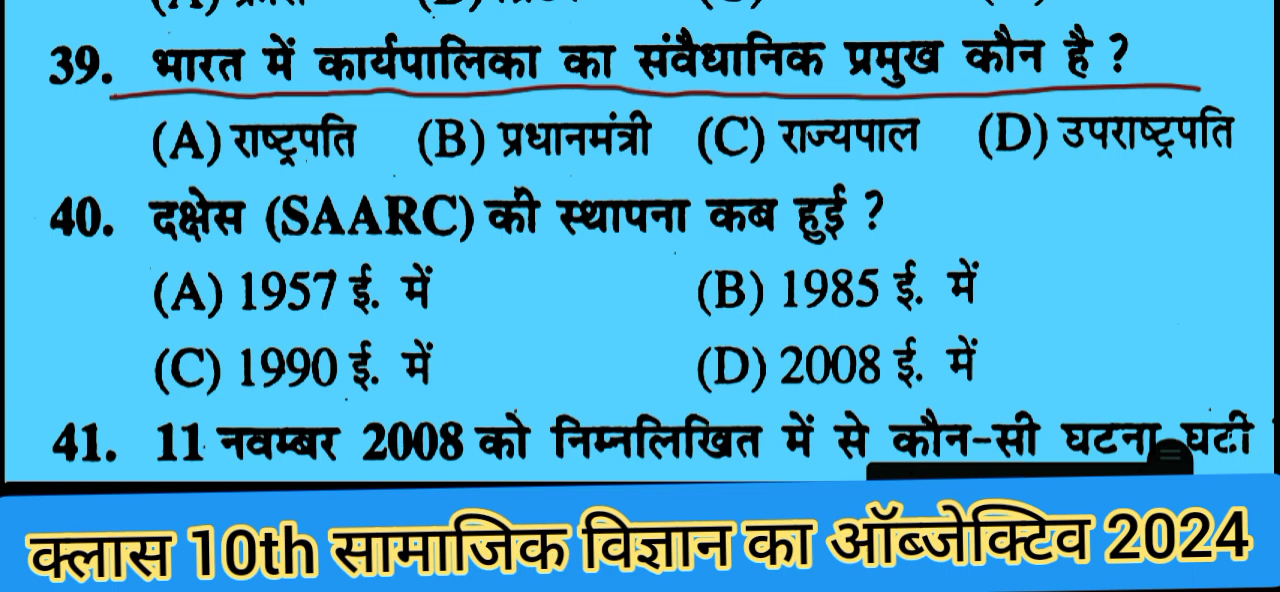 39. भारत में कार्यपालिका का संवैधानिक प्रमुख कौन है ?
(A) राष्ट्रपति (B) प्रधानमंत्री (C) राज्यपाल (D) उपराष्ट्रपति
40. दक्षेस (SAARC) की स्थापना कब हुई ?
(A) 1957 ई. में (B) 1985 ई. में
(C) 1990 ई. में (D) 2008 ई. में
41. 11 नवम्बर 2008 को निम्नलिखित में से कौन-सी घटना घटी
क्लास 10th सामाजिक विज्ञान का ऑब्जेक्टिव 2024